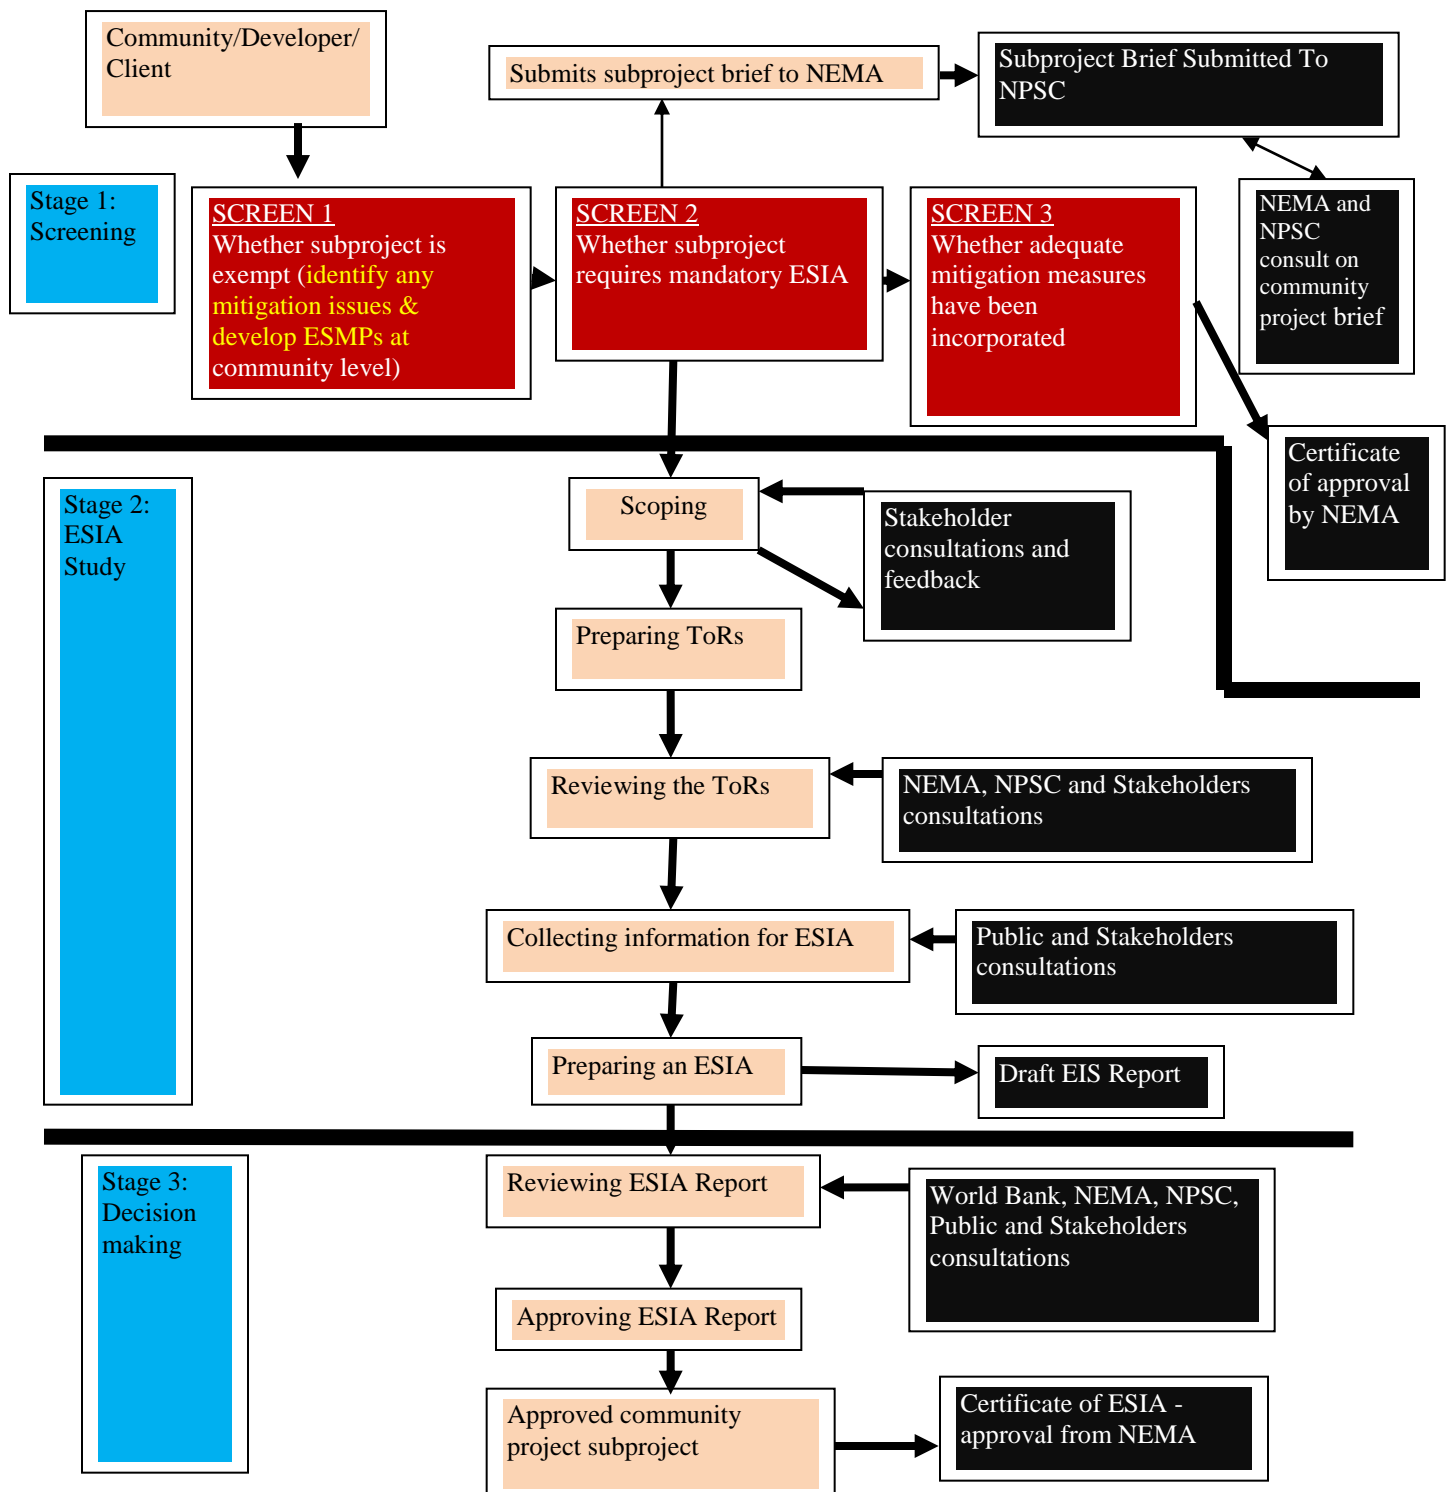 Community/Developer/
Client
Submits subproject brief to NEMA
Subproject Brief Submitted To
NPSC
Stage 1:
Screening
SCREEN 1
Whether subproject is
exempt (identify any
mitigation issues &
develop ESMPs at
community level)
SCREEN 2
Whether subproject
requires mandatory ESIA
SCREEN 3
Whether adequate
mitigation measures
have been
incorporated
NEMA and
NPSC
consult on
community
project brief
Certificate
of approval
by NEMA
Stage 2:
ESIA
Study
Scoping
Stakeholder
consultations and
feedback
Preparing ToRs
Reviewing the ToRs
NEMA, NPSC and Stakeholders
consultations
Collecting information for ESIA
Public and Stakeholders
consultations
Preparing an ESIA
Draft EIS Report
Stage 3:
Decision
making
Reviewing ESIA Report
World Bank, NEMA, NPSC,
Public and Stakeholders
consultations
Approving ESIA Report
Approved community
project subproject
Certificate of ESIA -
approval from NEMA